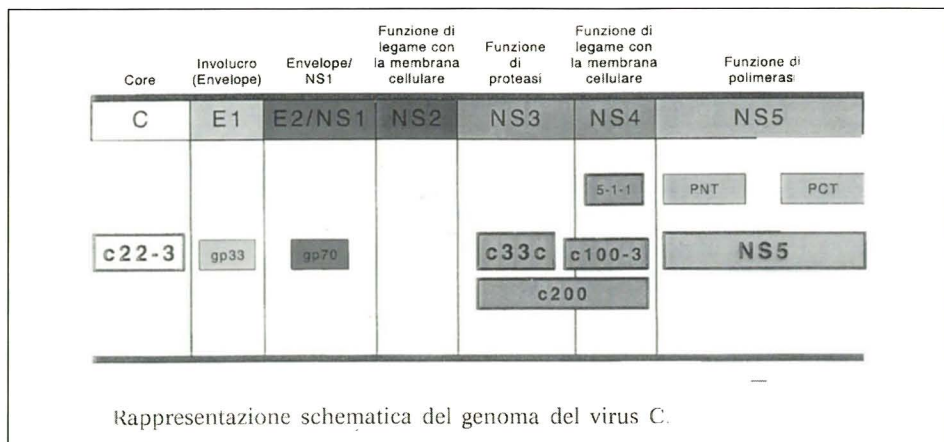 Core
Involucro
(Envelope)
Envelope/
NS1
Funzione di
legame con
la membrana
cellulare
Funzione
di
proteasi
Funzione di
legame con
la membrana
cellulare
Funzione di
polimerasi
C E1 E2/NS1 NS2 NS3 NS4 NS5
5-1-1 PNT PCT
c22-3 gp33 gp70 c33c c100-3 NS5
c200
Rappresentazione schematica del genoma del virus C.